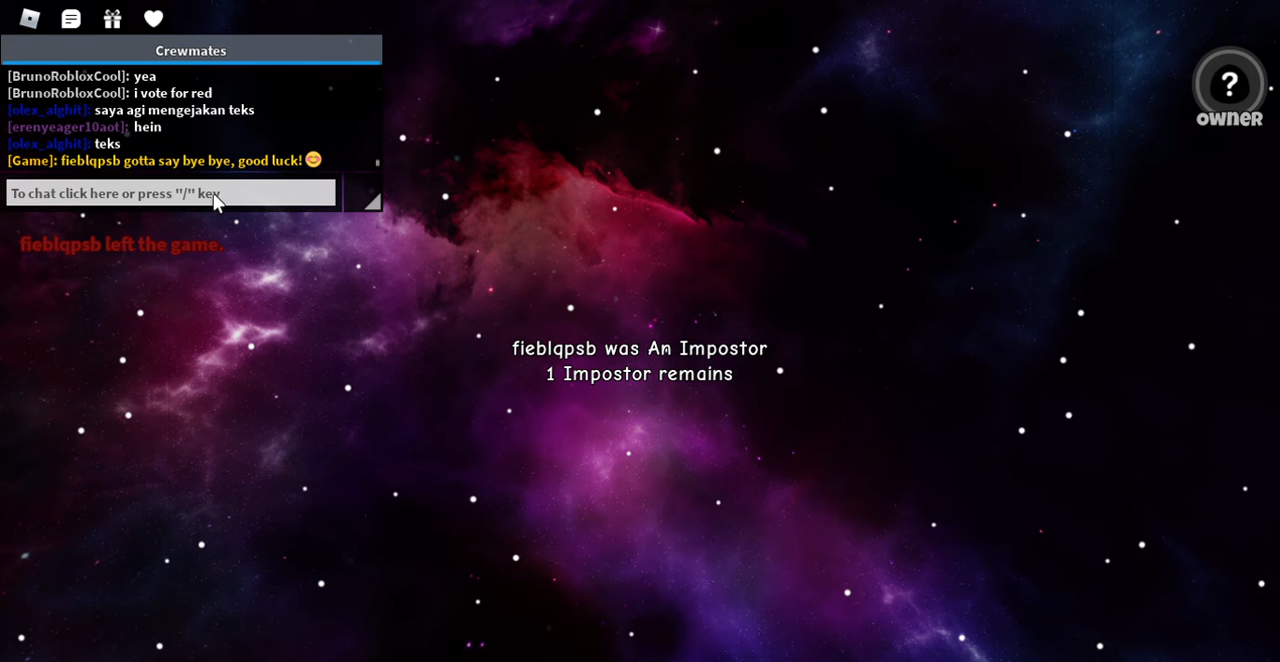 Crewmates
[BrunoRobloxCool]: yea
[BrunoRobloxCool]: i vote for red
[olex_alghit]: saya agi mengejakan teks
[erenyeager10aot]: hein
[olex_alghit]: teks
[Game]: fieblqpsb gotta say bye bye, good luck!😊
To chat click here or press "/" key
fieblqpsb left the game.
?
OWNER
fieblqpsb was An Impostor
1 Impostor remains